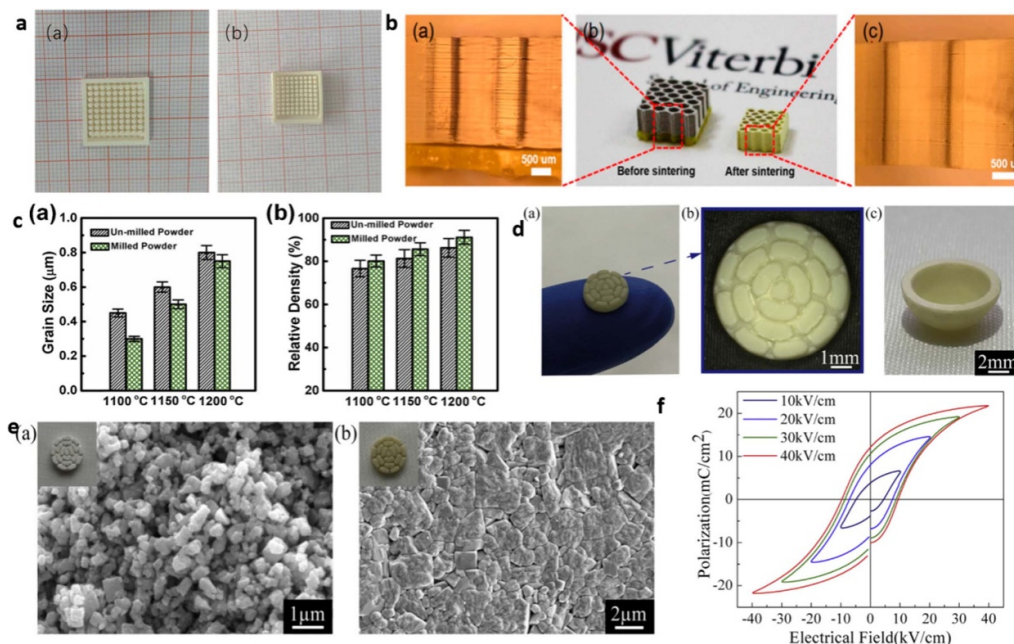 a
(a)
(b)
b
(a)
500 um
(b)
SC Viterbi
of Engineering
Before sintering
After sintering
(c)
500
c
(a)
Grain Size (μm)
1.0
0.8
0.6
0.4
0.2
0.0
Un-milled Powder
Milled Powder
1100 °C
1150 °C
1200 °C
(b)
Relative Density (%)
100
80
60
40
20
Un-milled Powder
Milled Powder
1100 °C
1150 °C
1200 °C
d
(a)
(b)
1mm
(c)
2mm
e
(a)
1μm
(b)
2μm
f
Polarization(mC/cm²)
20
10
0
-10
-20
10kV/cm
20kV/cm
30kV/cm
40kV/cm
-40
-30
-20
-10
0
10
20
30
40
Electrical Field(kV/cm)